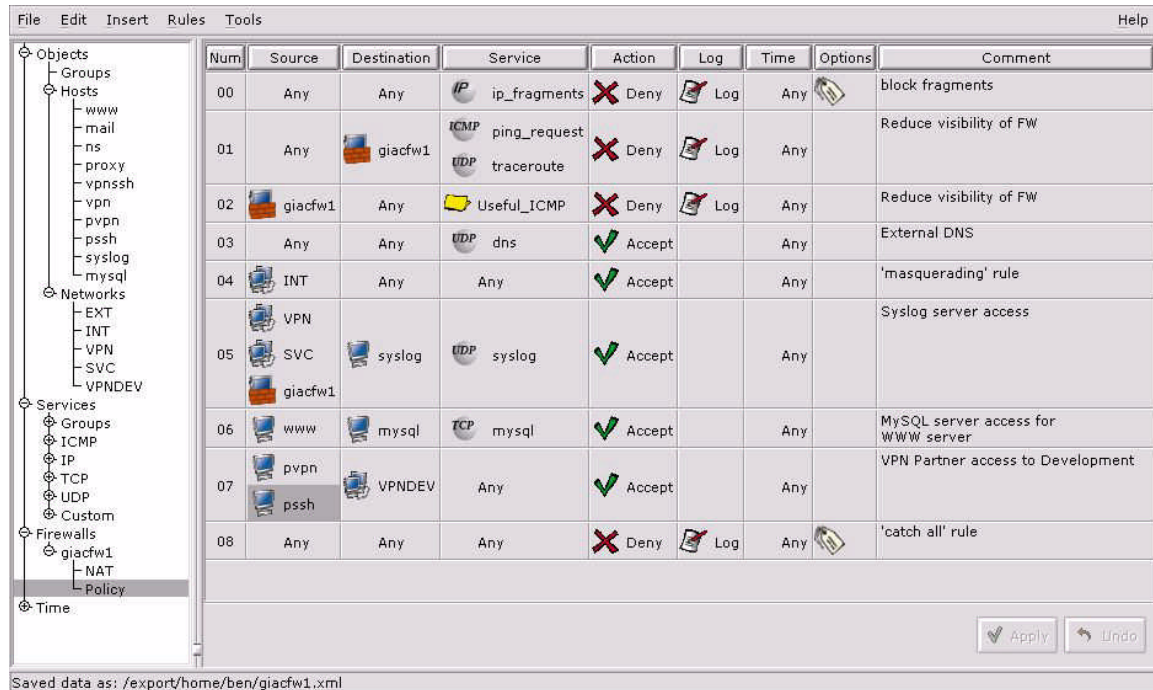 File Edit Insert Rules Tools Help
Objects
Groups
Hosts
www
mail
ns
proxy
vpnssh
vpn
pvpn
pssh
syslog
mysql
Networks
EXT
INT
VPN
SVC
VPNDEV
Services
Groups
ICMP
IP
TCP
UDP
Custom
Firewalls
giacfw1
NAT
Policy
Time
Num Source Destination Service Action Log Time Options Comment
00 Any Any IP ip_fragments Deny Log Any block fragments
01 Any giacfw1 ICMP ping_request Deny Log Any Reduce visibility of FW
UDP traceroute
02 giacfw1 Any Useful_ICMP Deny Log Any Reduce visibility of FW
03 Any Any UDP dns Accept Any External DNS
04 INT Any Any Accept Any 'masquerading' rule
VPN
05 SVC syslog UDP syslog Accept Any Syslog server access
giacfw1
06 www mysql TCP mysql Accept Any MySQL server access for
WWW server
pvpn
07 VPNDEV Any Accept Any VPN Partner access to Development
pssh
08 Any Any Any Deny Log Any 'catch all' rule
Apply Undo
Saved data as: /export/home/ben/giacfw1.xml